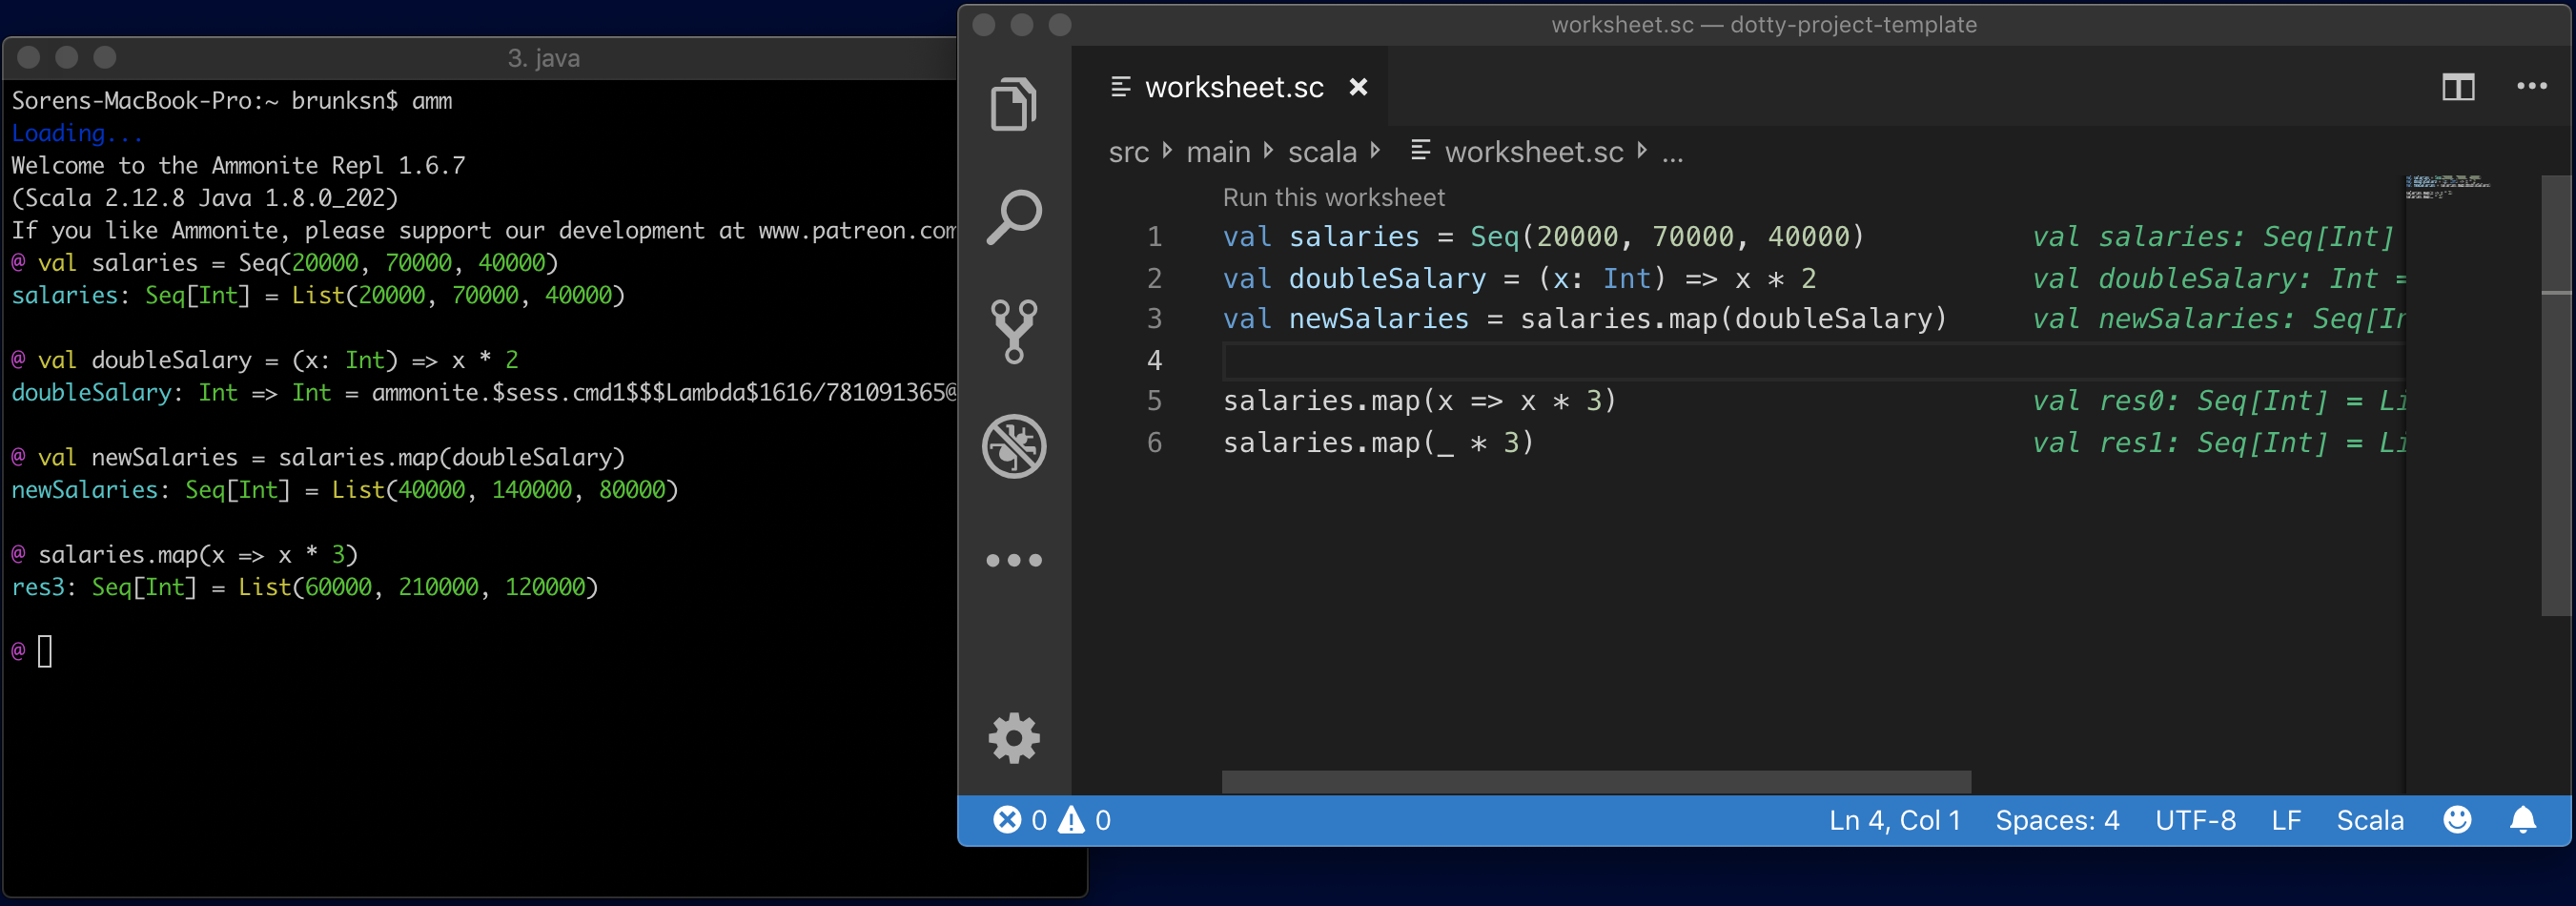 3. java
Sorens-MacBook-Pro:~ brunksn$ amm
Loading...
Welcome to the Ammonite Repl 1.6.7
(Scala 2.12.8 Java 1.8.0_202)
If you like Ammonite, please support our development at www.patreon.com
@ val salaries = Seq(20000, 70000, 40000)
salaries: Seq[Int] = List(20000, 70000, 40000)
@ val doubleSalary = (x: Int) => x * 2
doubleSalary: Int => Int = ammonite.$sess.cmd1$$$Lambda$1616/781091365@
@ val newSalaries = salaries.map(doubleSalary)
newSalaries: Seq[Int] = List(40000, 140000, 80000)
@ salaries.map(x => x * 3)
res3: Seq[Int] = List(60000, 210000, 120000)
@
worksheet.sc — dotty-project-template
worksheet.sc
src main scala worksheet.sc ...
Run this worksheet
1 val salaries = Seq(20000, 70000, 40000) val salaries: Seq[Int]
2 val doubleSalary = (x: Int) => x * 2 val doubleSalary: Int =
3 val newSalaries = salaries.map(doubleSalary) val newSalaries: Seq[In
4
5 salaries.map(x => x * 3) val res0: Seq[Int] = Li
6 salaries.map(_ * 3) val res1: Seq[Int] = Li
0 0 Ln 4, Col 1 Spaces: 4 UTF-8 LF Scala